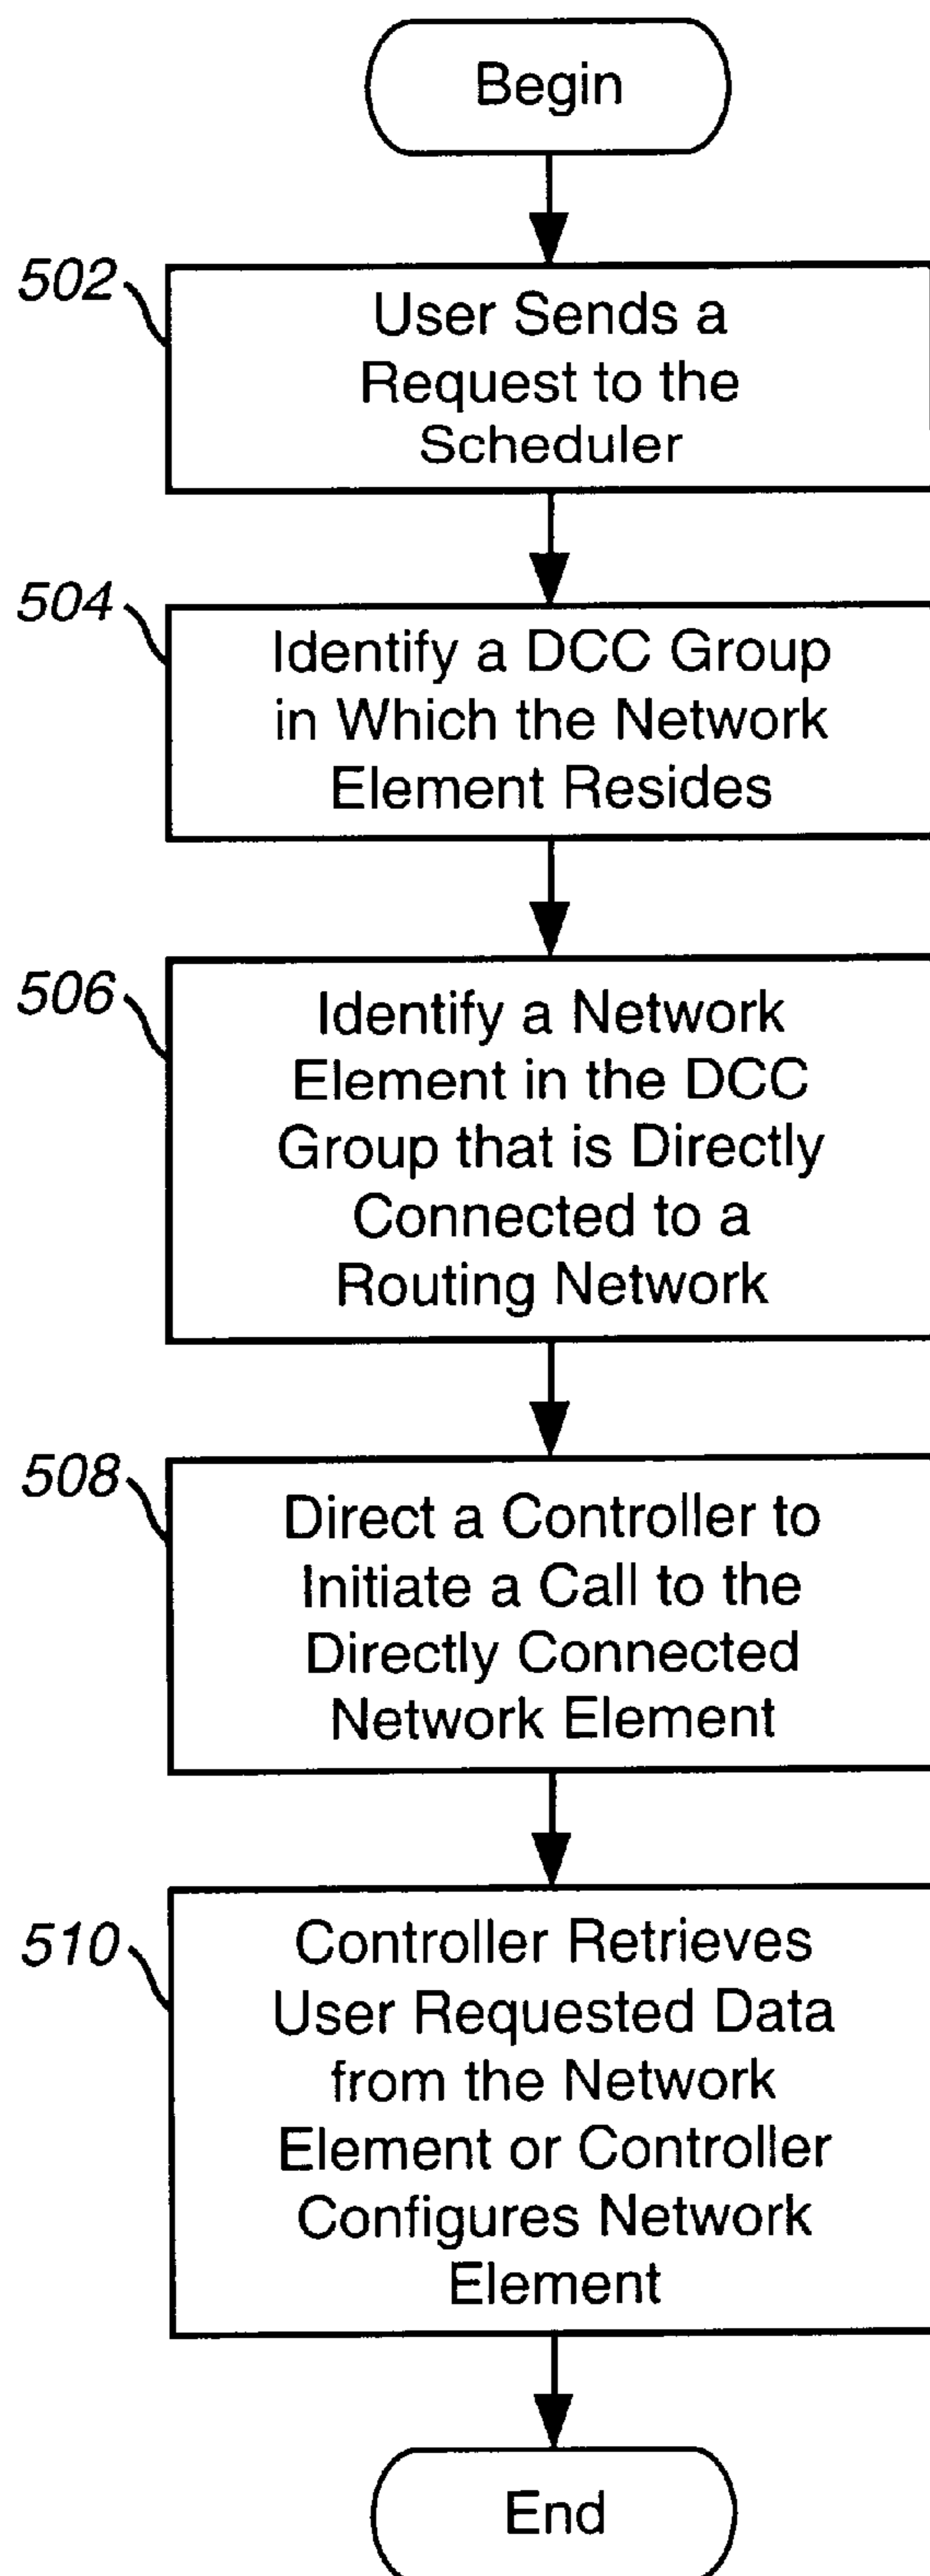 Begin
502
User Sends a
Request to the
Scheduler
504
Identify a DCC Group
in Which the Network
Element Resides
506
Identify a Network
Element in the DCC
Group that is Directly
Connected to a
Routing Network
508
Direct a Controller to
Initiate a Call to the
Directly Connected
Network Element
510
Controller Retrieves
User Requested Data
from the Network
Element or Controller
Configures Network
Element
End